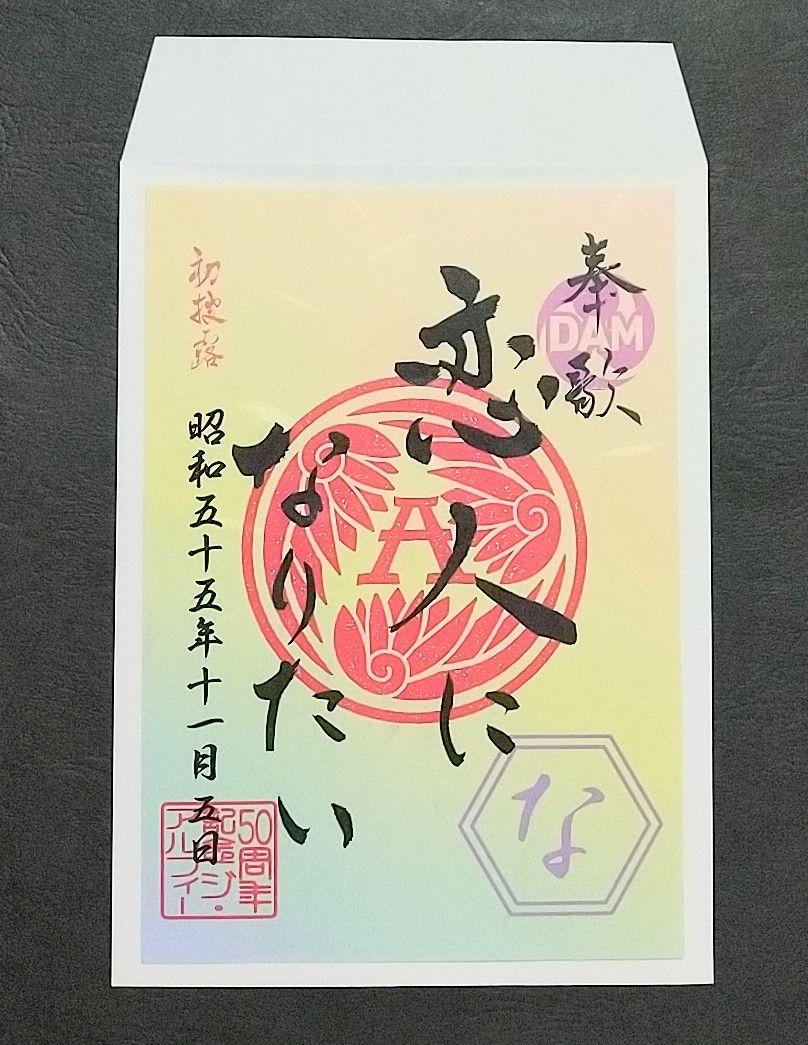 奉歌
DAM
恋人に
なりたい
初披露
昭和五十五年十一月五日
A
な
50周年
記念ジ・
アルフィー